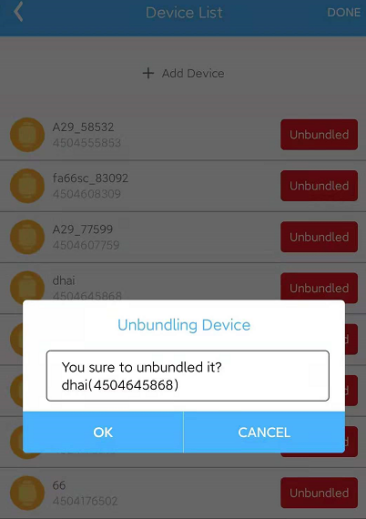 Device List
DONE
+ Add Device
A29_58532
4504555853
Unbundled
fa66sc_83092
4504608309
Unbundled
A29_77599
4504607759
Unbundled
dhai
4504645868
Unbundled
Unbundling Device
You sure to unbundled it?
dhai(4504645868)
OK
CANCEL
66
4504176502
Unbundled